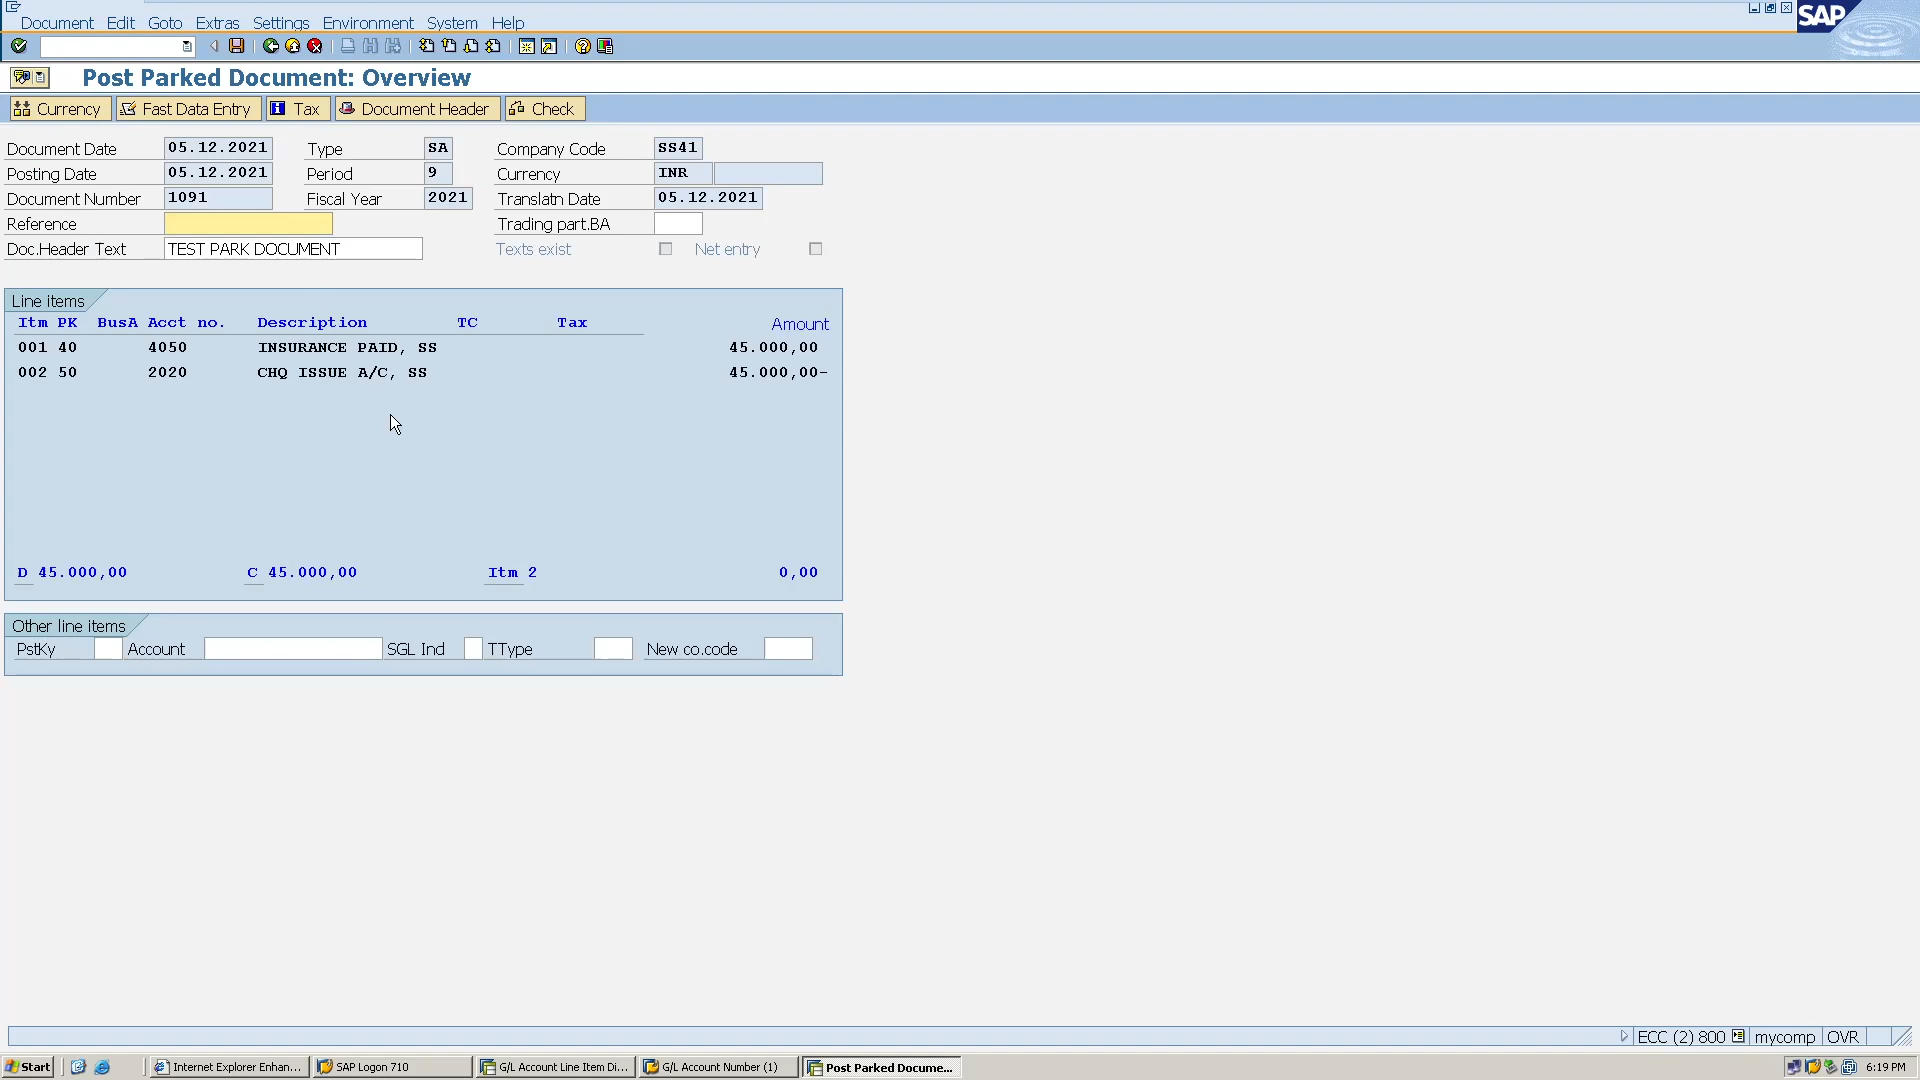 Document Edit Goto Extras Settings Environment System Help
SAP
Post Parked Document: Overview
Currency Fast Data Entry Tax Document Header Check
Document Date 05.12.2021 Type SA Company Code SS41
Posting Date 05.12.2021 Period 9 Currency INR
Document Number 1091 Fiscal Year 2021 Translatn Date 05.12.2021
Reference Trading part.BA
Doc.Header Text TEST PARK DOCUMENT Texts exist Net entry
Line items
Itm PK BusA Acct no. Description TC Tax Amount
001 40 4050 INSURANCE PAID, SS 45.000,00
002 50 2020 CHQ ISSUE A/C, SS 45.000,00-
D 45.000,00 C 45.000,00 Itm 2 0,00
Other line items
PstKy Account SGL Ind TType New co.code
ECC (2) 800 mycomp OVR
Start Internet Explorer Enhan... SAP Logon 710 G/L Account Line Item Di... G/L Account Number (1) Post Parked Docume... 6:19 PM